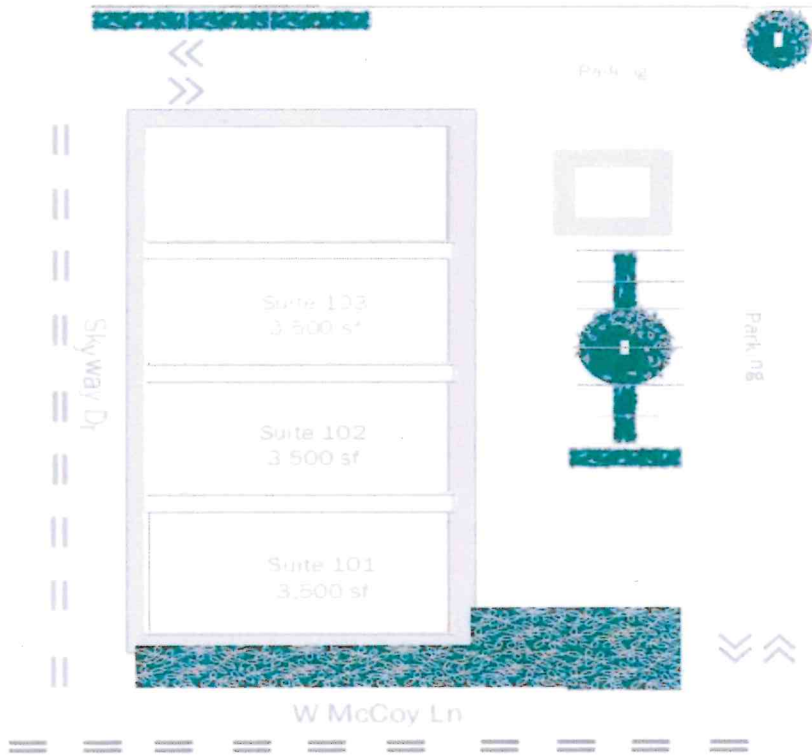 Parking
Suite 103
3,500 sf
Skyway Dr
Parking
Suite 102
3 500 sf
Suite 101
3,500 sf
W McCoy Ln